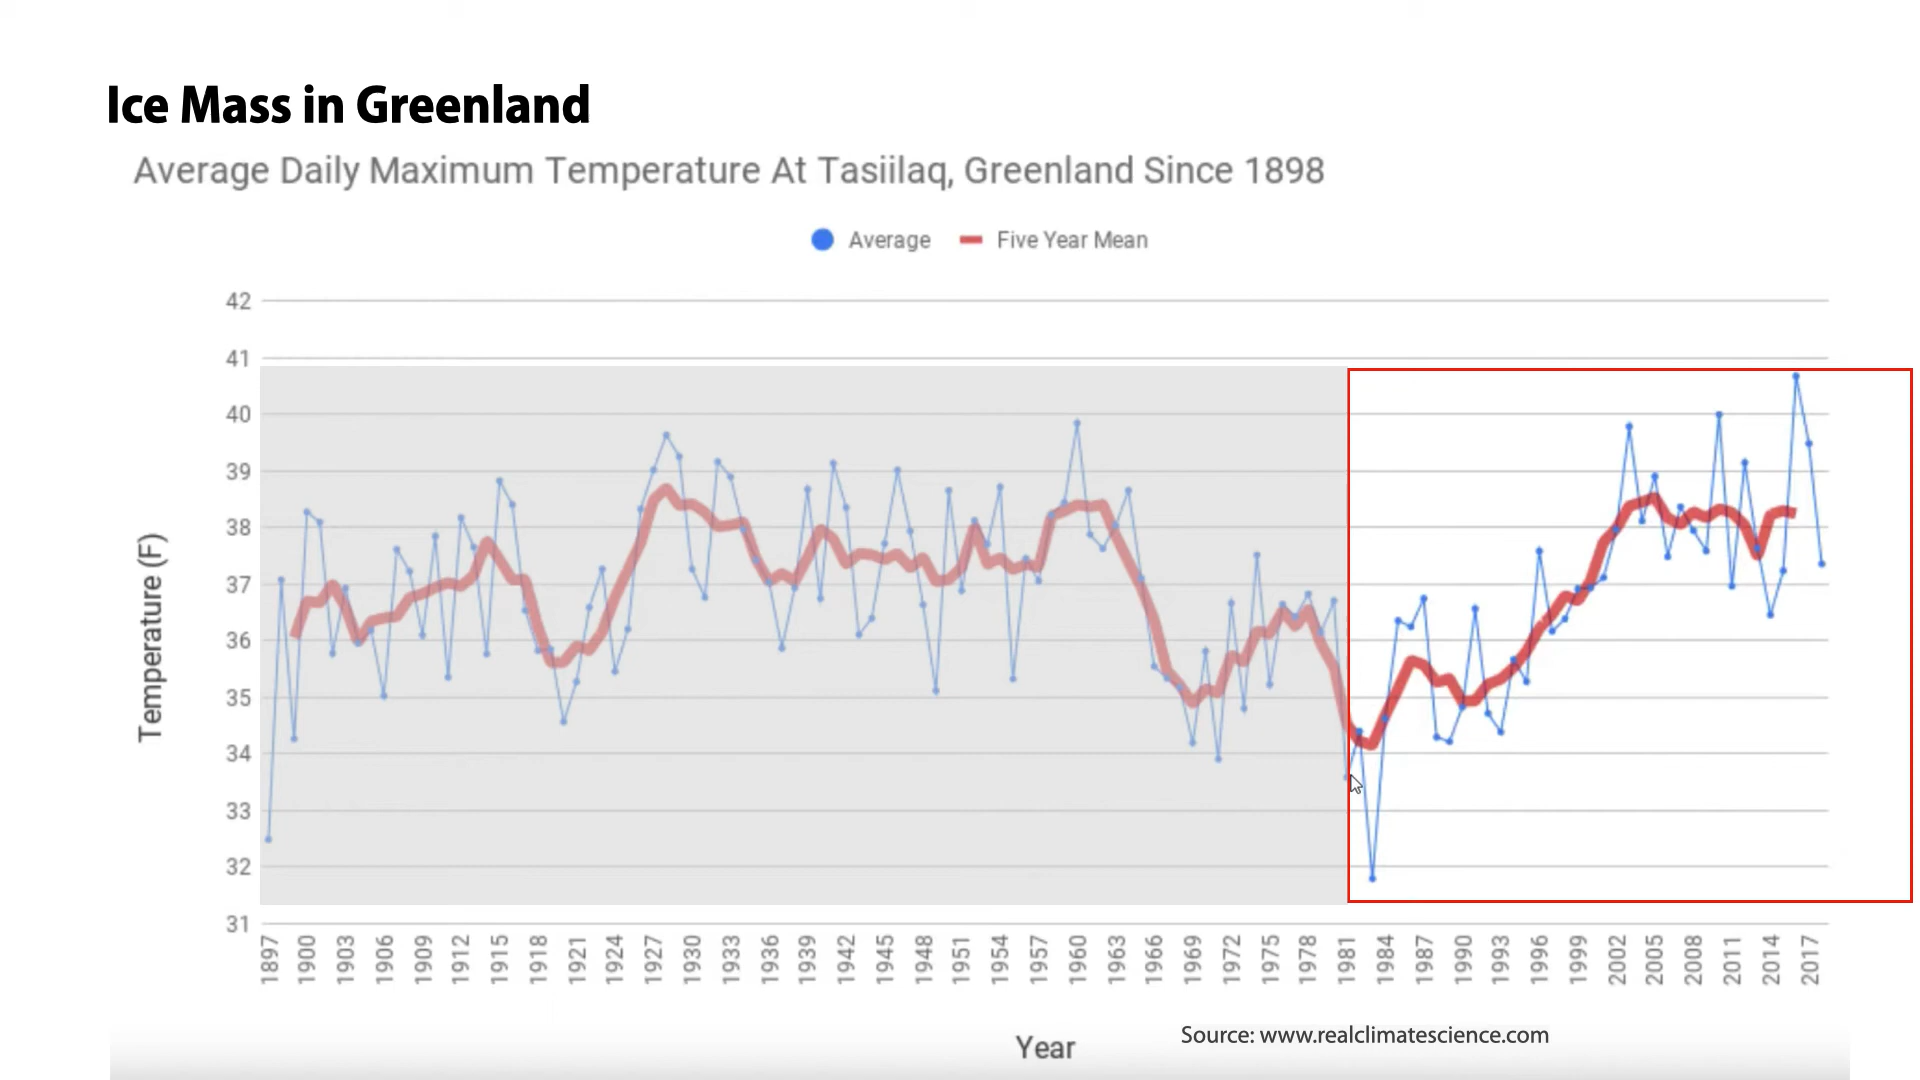 Ice Mass in Greenland
Average Daily Maximum Temperature At Tasiilaq, Greenland Since 1898
Average Five Year Mean
42
41
40
39
38
37
36
35
34
33
32
31
Temperature (F)
1897 1900 1903 1906 1909 1912 1915 1918 1921 1924 1927 1930 1933 1936 1939 1942 1945 1948 1951 1954 1957 1960 1963 1966 1969 1972 1975 1978 1981 1984 1987 1990 1993 1996 1999 2002 2005 2008 2011 2014 2017
Year
Source: www.realclimatescience.com